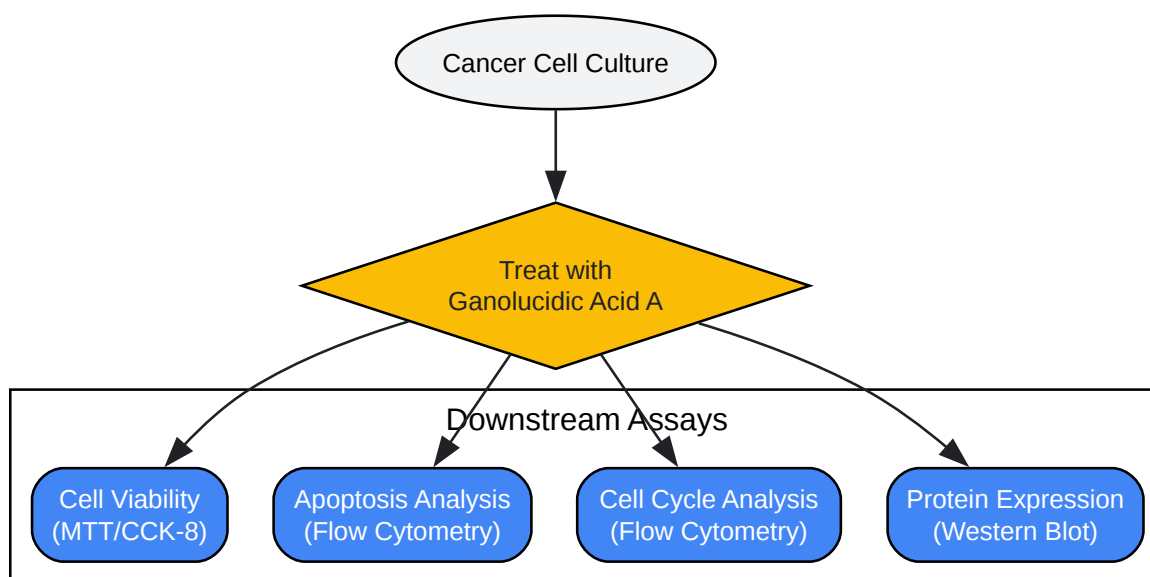 Cancer Cell Culture
Treat with
Ganolucidic Acid A
Downstream Assays
Cell Viability
(MTT/CCK-8)
Apoptosis Analysis
(Flow Cytometry)
Cell Cycle Analysis
(Flow Cytometry)
Protein Expression
(Western Blot)